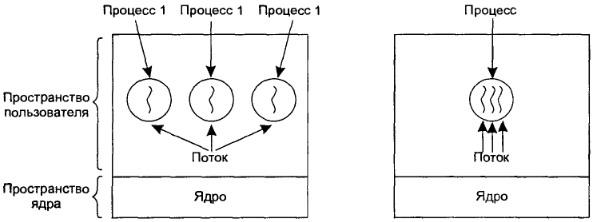 Процесс 1 Процесс 1 Процесс 1
Процесс
Пространство
пользователя
Поток
Поток
Пространство
ядра
Ядро
Ядро